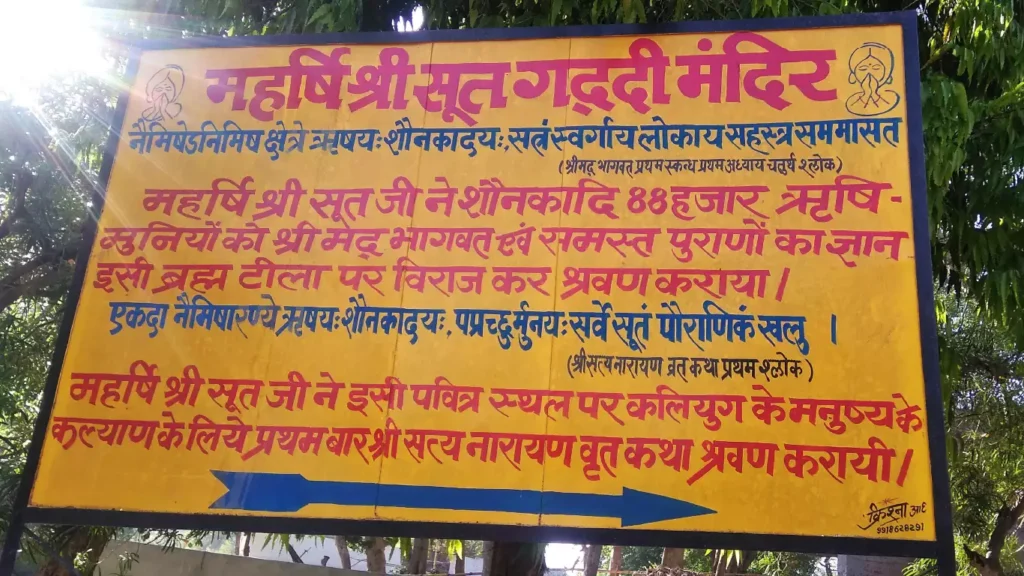 महर्षि श्री सूत गद्दी मंदिर
नैमिषेऽनिमिष क्षैत्रे ऋषयः शौनकादयः, सत्रंस्वर्गाय लोकाय सहस्त्र सममासत
(श्रीमद् भागवत् प्रथम स्कन्ध प्रथम अध्याय चतुर्थ श्लोक)
महर्षि श्री सूत जी ने शौनकादि ८८ हजार ऋषि -
मुनियों को श्री मद् भागवत एवं समस्त पुराणों का ज्ञान
इसी ब्रह्म टीला पर विराज कर श्रवण कराया।
एकदा नैमिषारण्ये ऋषयः शौनकादयः, पप्रच्छुर्मुनयः सर्वे सूतं पौराणिकं खलु ।
(श्री सत्य नारायण व्रत कथा प्रथम श्लोक)
महर्षि श्री सूत जी ने इसी पवित्र स्थल पर कलियुग के मनुष्य के
कल्याण के लिये प्रथम बार श्री सत्य नारायण वृत कथा श्रवण करायी।
क्रिश्ना आर्ट